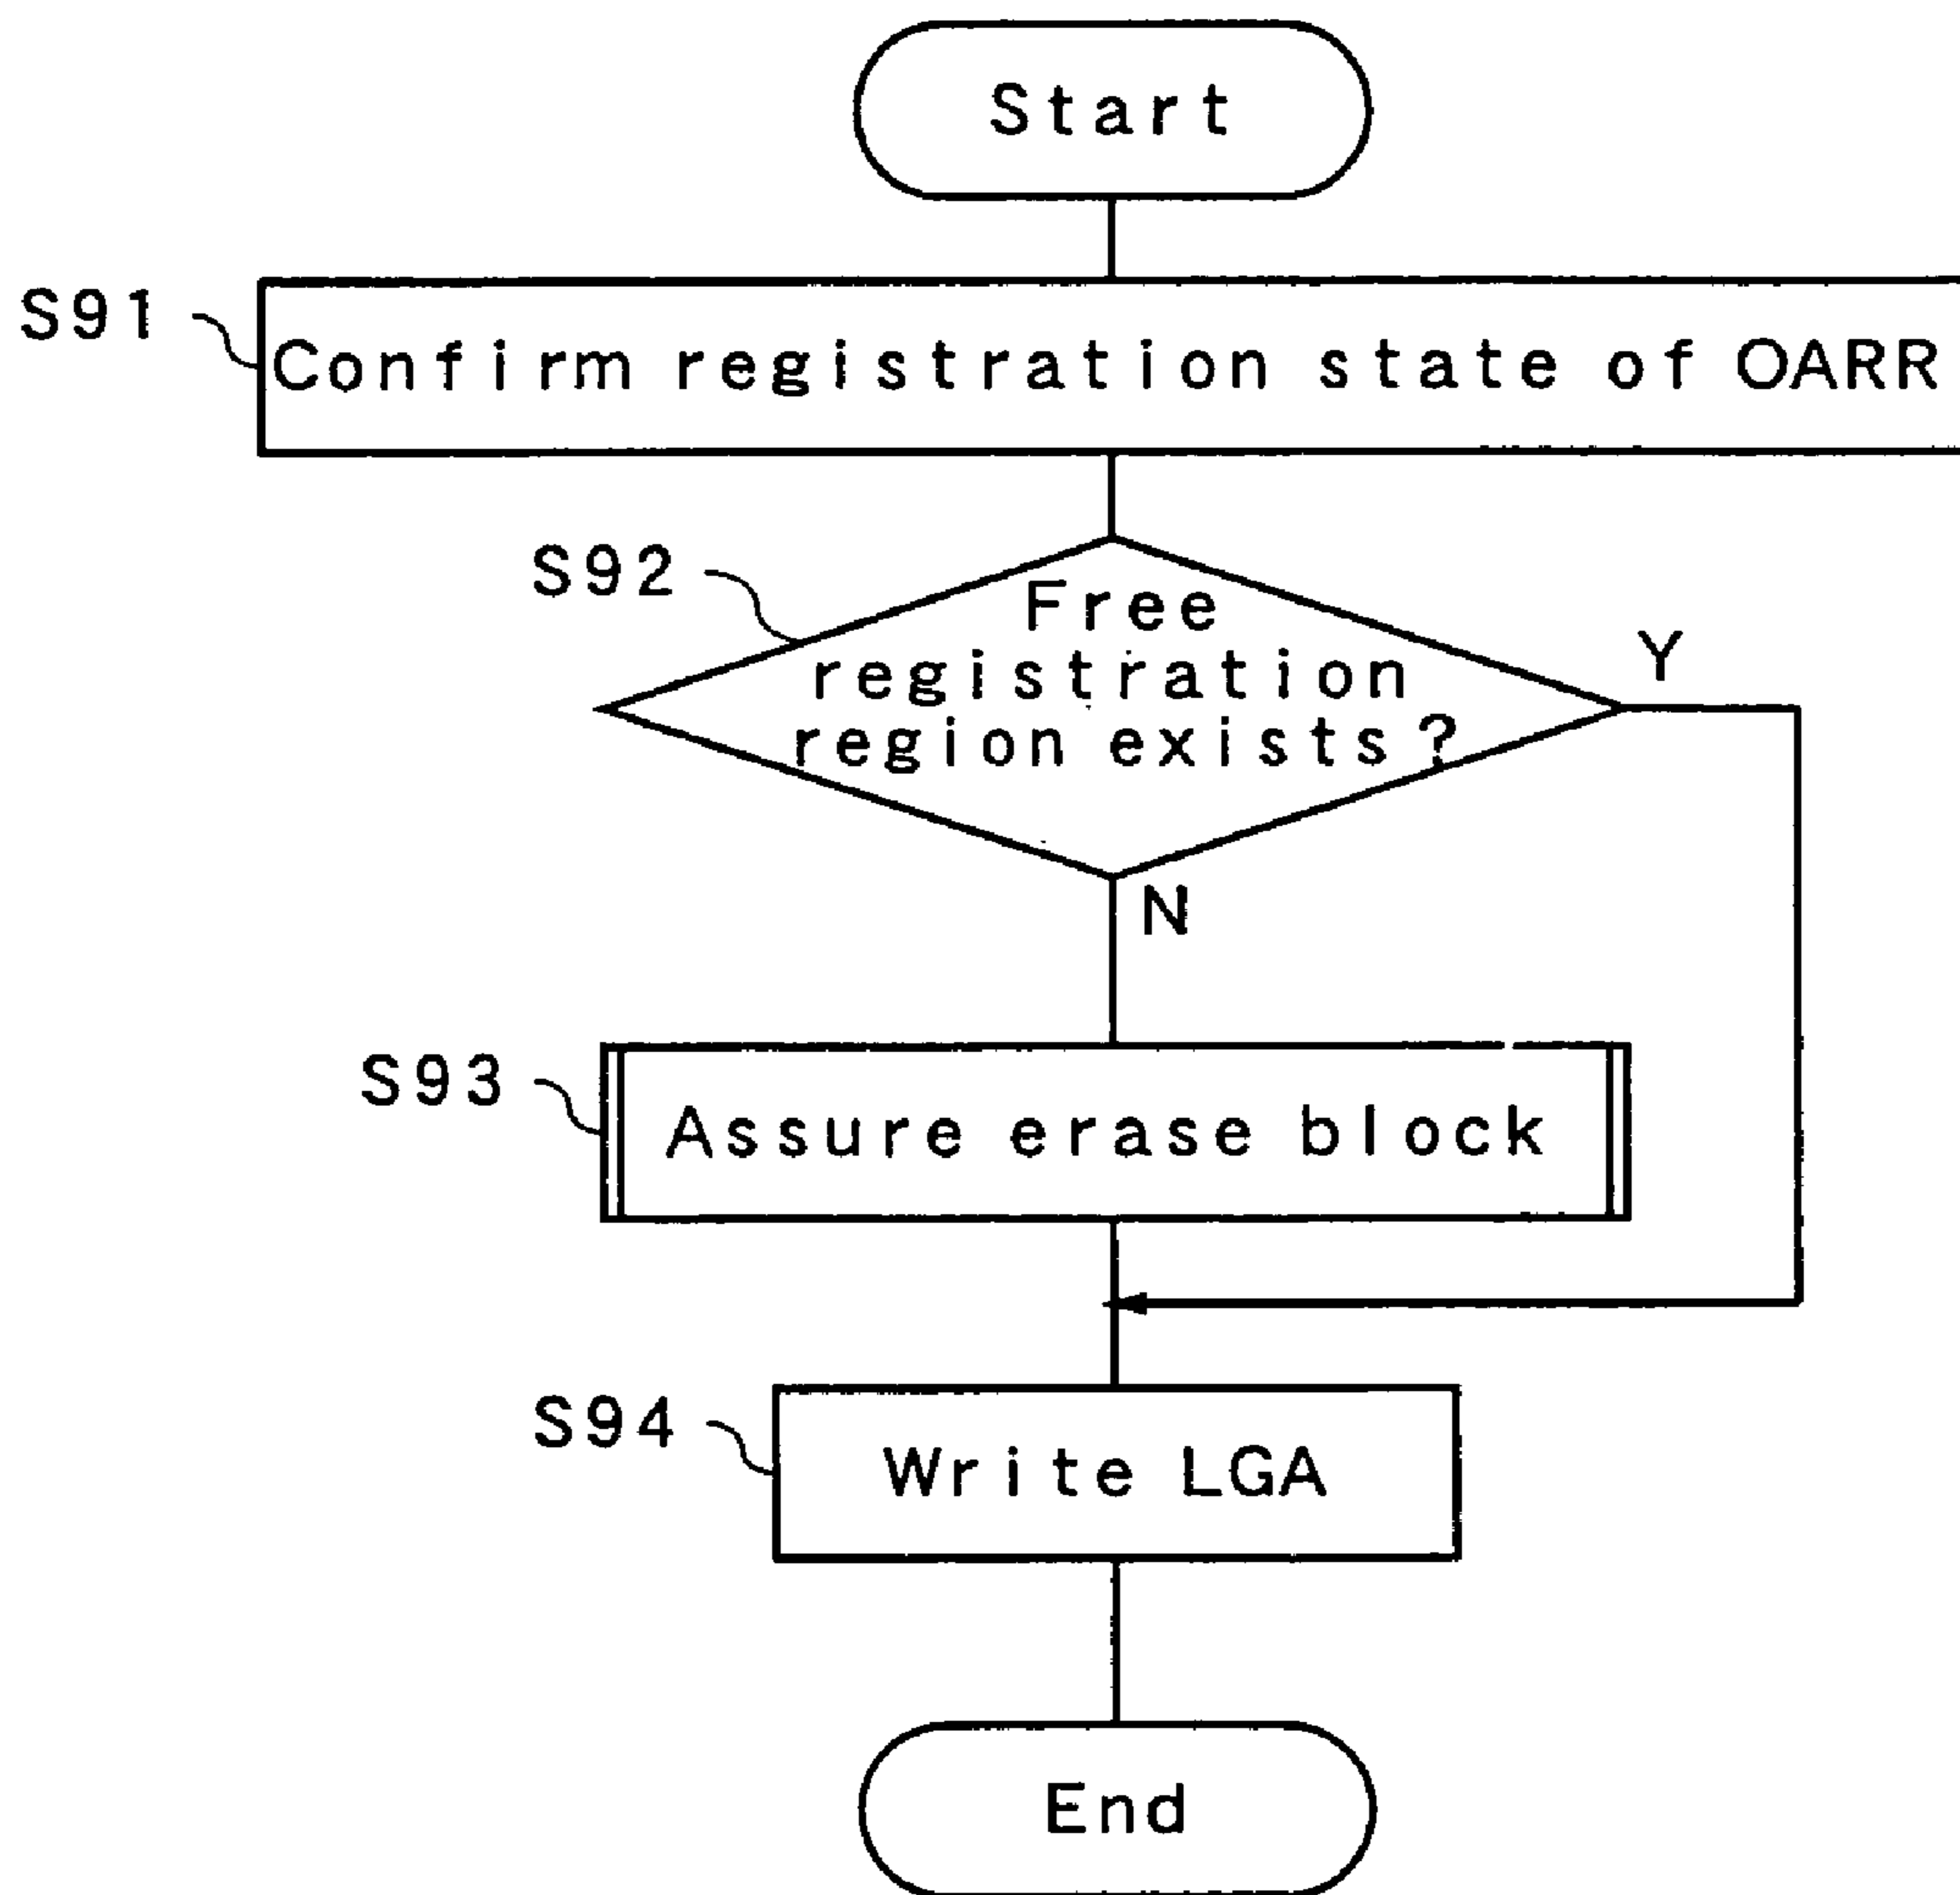 Start
S91
Confirm registration state of OARR
S92
Free
registration
region exists?
Y
N
S93
Assure erase block
S94
Write LGA
End